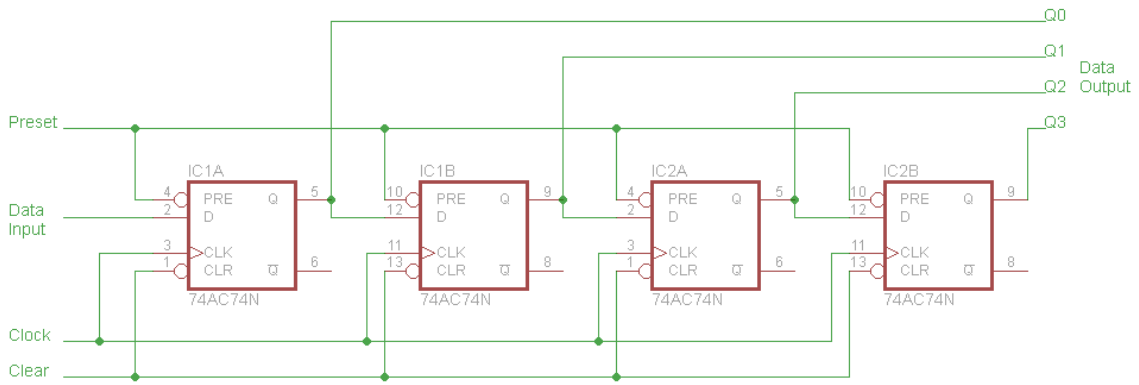 Q0
Q1
Data
Q2
Output
Preset
Q3
IC1A
IC1B
IC2A
IC2B
4 PRE Q 5
10 PRE Q 9
4 PRE Q 5
10 PRE Q 9
Data
Input
2 D
12 D
2 D
12 D
3 CLK
11 CLK
3 CLK
11 CLK
1 CLR Q̅ 6
13 CLR Q̅ 8
1 CLR Q̅ 6
13 CLR Q̅ 8
74AC74N
74AC74N
74AC74N
74AC74N
Clock
Clear